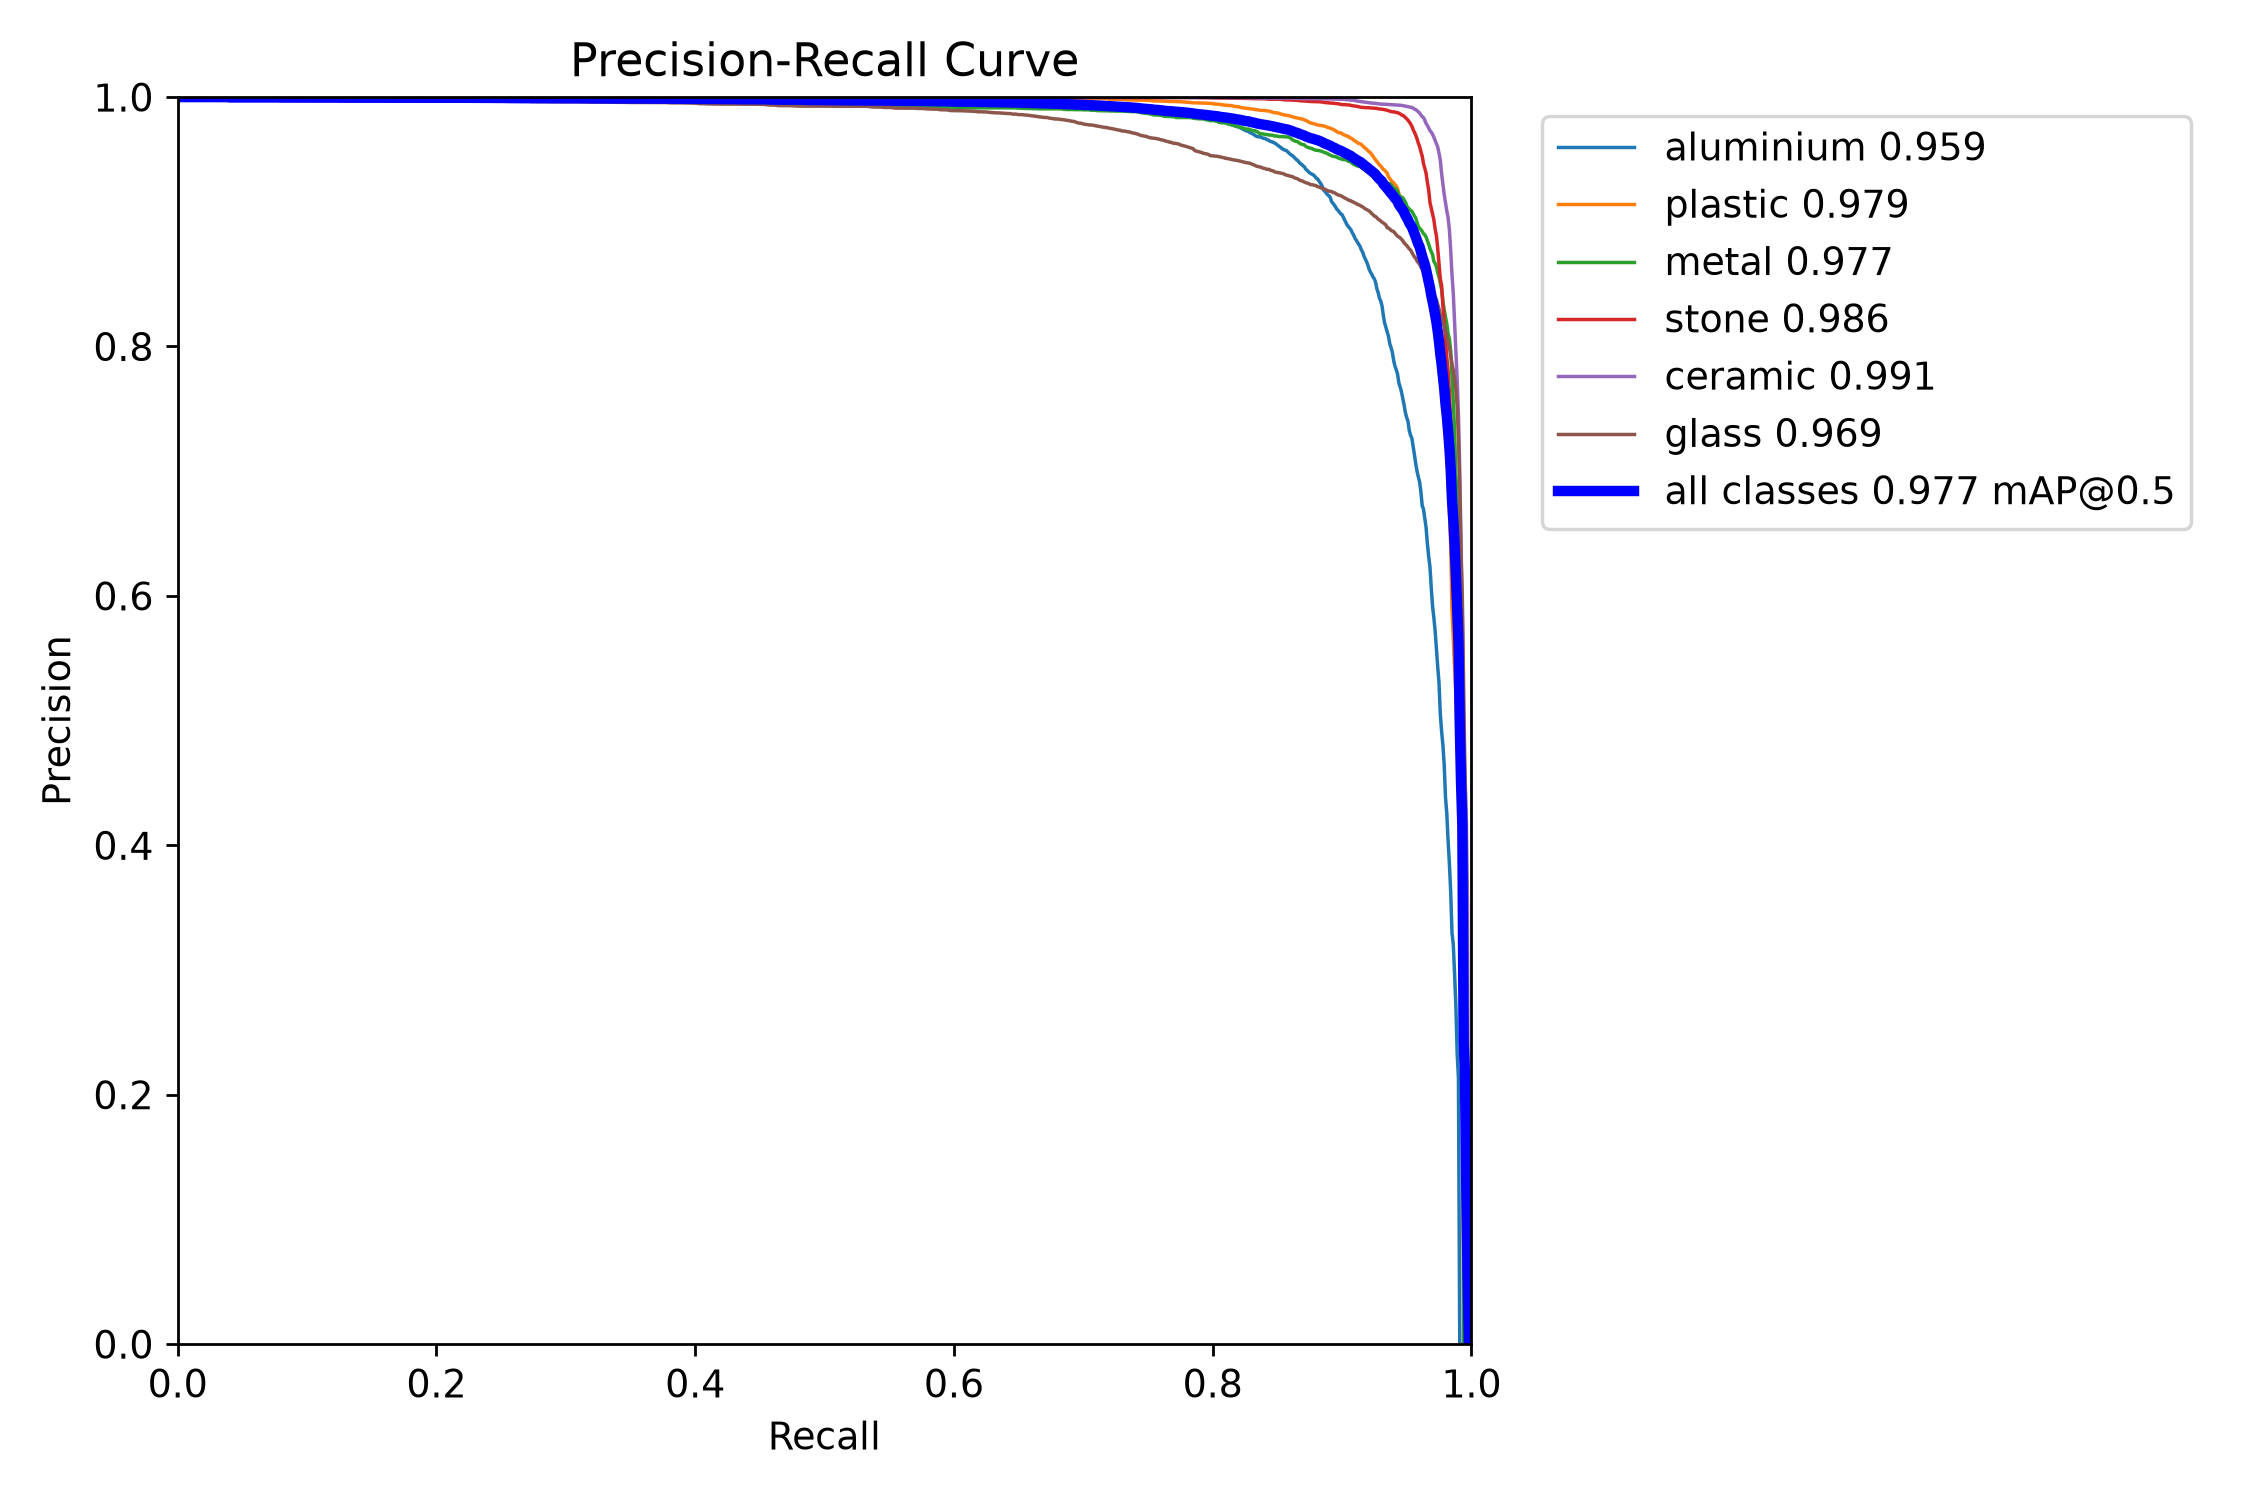 Precision-Recall Curve
1.0
0.8
0.6
0.4
0.2
0.0
Precision
0.0 0.2 0.4 0.6 0.8 1.0
Recall
aluminium 0.959
plastic 0.979
metal 0.977
stone 0.986
ceramic 0.991
glass 0.969
all classes 0.977 mAP@0.5